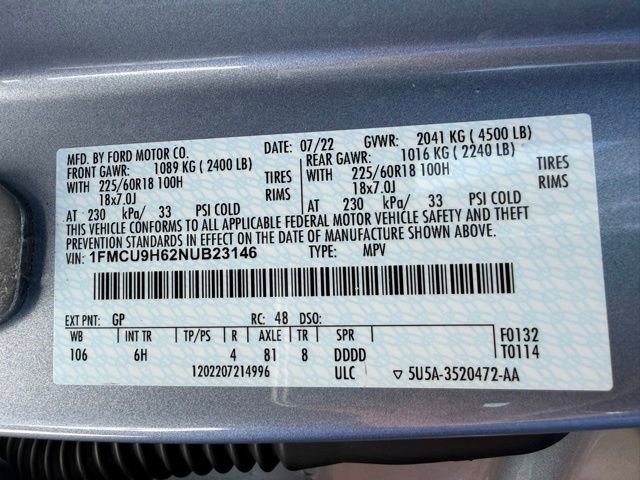 MFD. BY FORD MOTOR CO. DATE: 07/22 GVWR: 2041 KG (4500 LB)
FRONT GAWR: 1089 KG (2400 LB) REAR GAWR: 1016 KG (2240 LB)
WITH 225/60R18 100H TIRES WITH 225/60R18 100H TIRES
18x7.0J RIMS 18x7.0J RIMS
AT 230 kPa/ 33 PSI COLD AT 230 kPa/ 33 PSI COLD
THIS VEHICLE CONFORMS TO ALL APPLICABLE FEDERAL MOTOR VEHICLE SAFETY AND THEFT
PREVENTION STANDARDS IN EFFECT ON THE DATE OF MANUFACTURE SHOWN ABOVE.
VIN: 1FMCU9H62NUB23146 TYPE: MPV
EXT PNT: GP RC: 48 DSO:
WB INT TR TP/PS R AXLE TR SPR F0132
106 6H 4 81 8 DDDD T0114
1202207214996 ULC ▽ 5U5A-3520472-AA